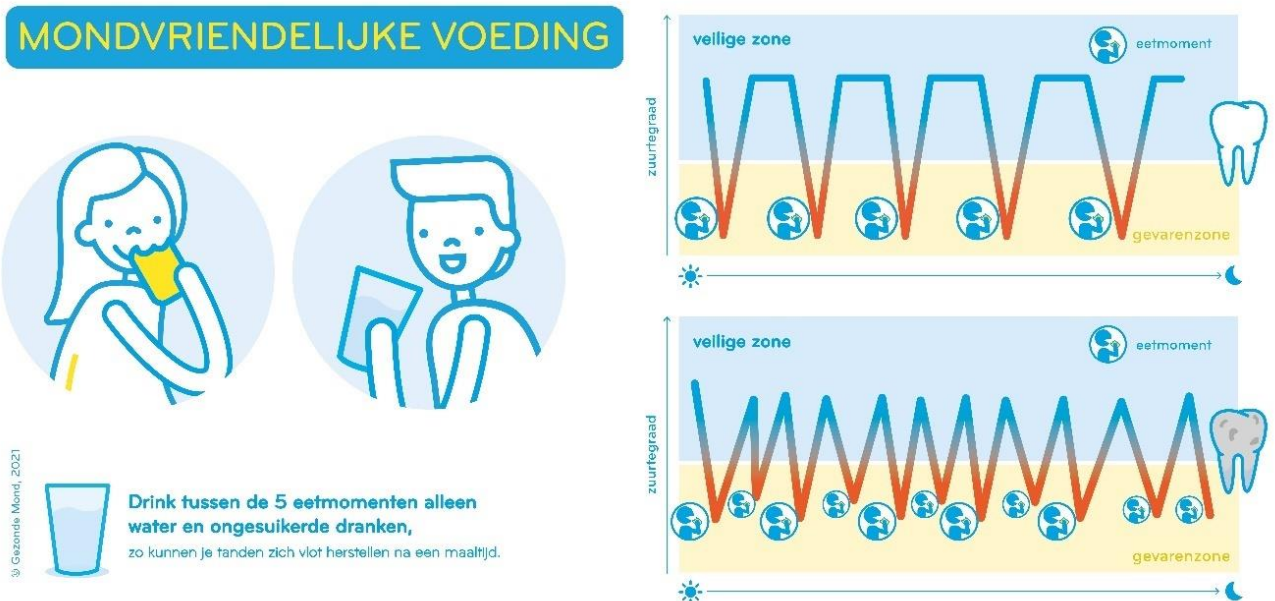 MONDVRIENDELIJKE VOEDING
© Gezonde Mond, 2021
Drink tussen de 5 eetmomenten alleen
water en ongesuikerde dranken,
zo kunnen je tanden zich vlot herstellen na een maaltijd.
veilige zone
eetmoment
zuurtegraad
gevarenzone
veilige zone
eetmoment
zuurtegraad
gevarenzone